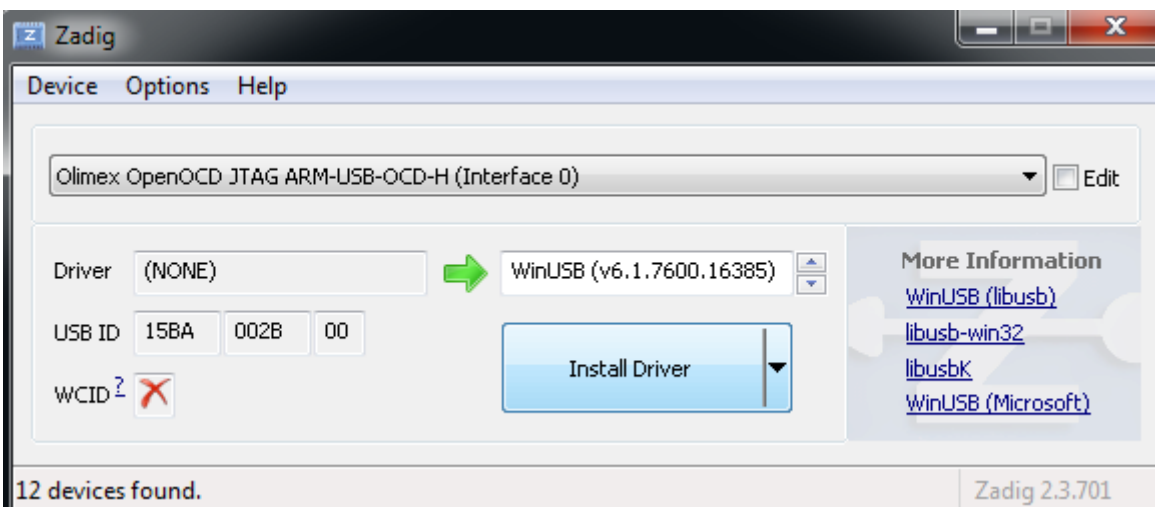 Zadig
Device Options Help
Olimex OpenOCD JTAG ARM-USB-OCD-H (Interface 0)
Edit
Driver (NONE) WinUSB (v6.1.7600.16385)
USB ID 15BA 002B 00
WCID ?
Install Driver
More Information
WinUSB (libusb)
libusb-win32
libusbK
WinUSB (Microsoft)
12 devices found.
Zadig 2.3.701